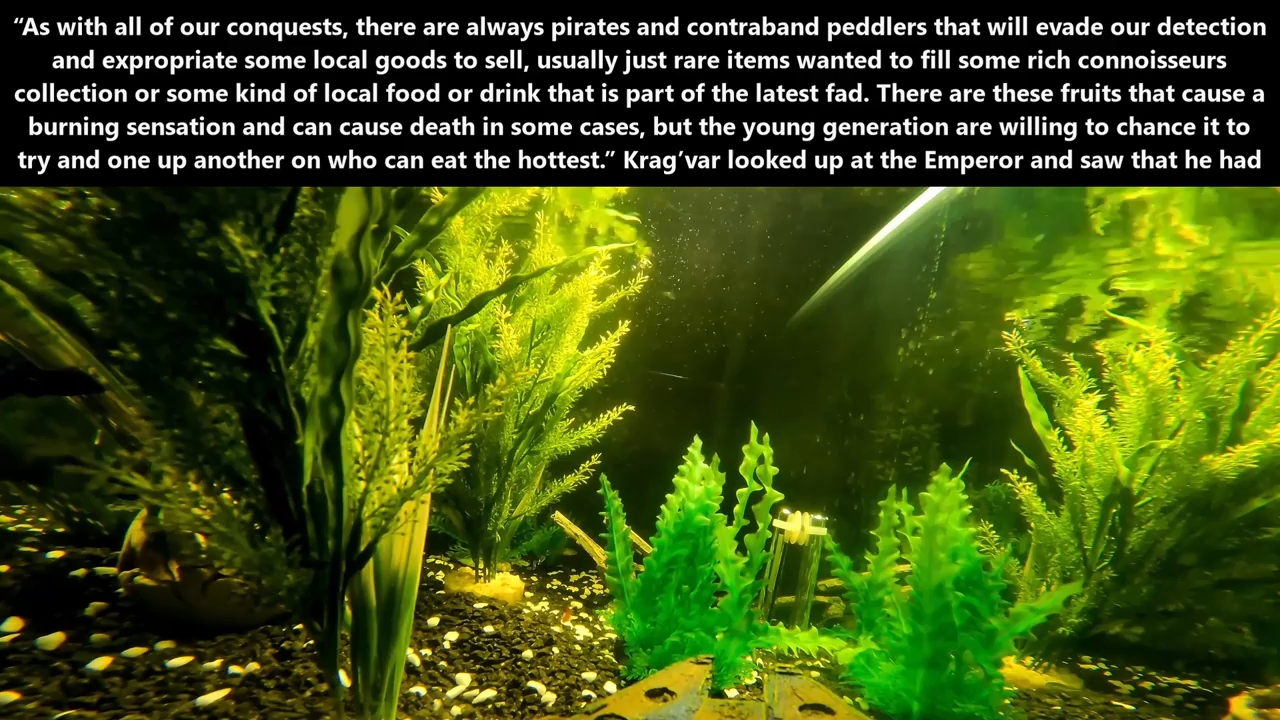 “As with all of our conquests, there are always pirates and contraband peddlers that will evade our detection
and expropriate some local goods to sell, usually just rare items wanted to fill some rich connoisseurs
collection or some kind of local food or drink that is part of the latest fad. There are these fruits that cause a
burning sensation and can cause death in some cases, but the young generation are willing to chance it to
try and one up another on who can eat the hottest.” Krag’var looked up at the Emperor and saw that he had